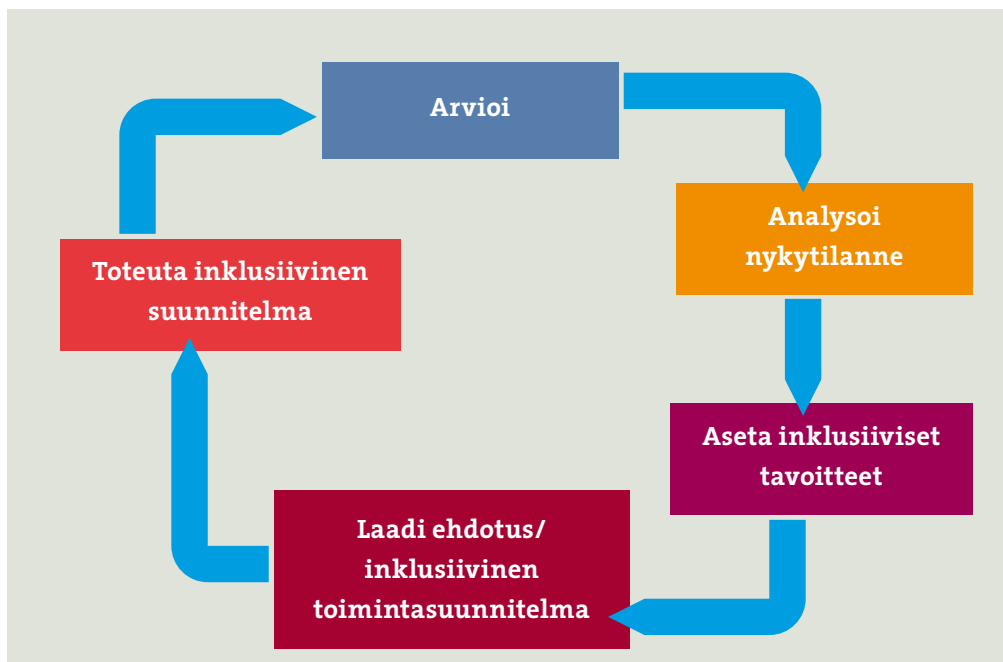 Arvioi
Analysoi
nykytilanne
Aseta inklusiiviset
tavoitteet
Laadi ehdotus/
inklusiivinen
toimintasuunnitelma
Toteuta inklusiivinen
suunnitelma